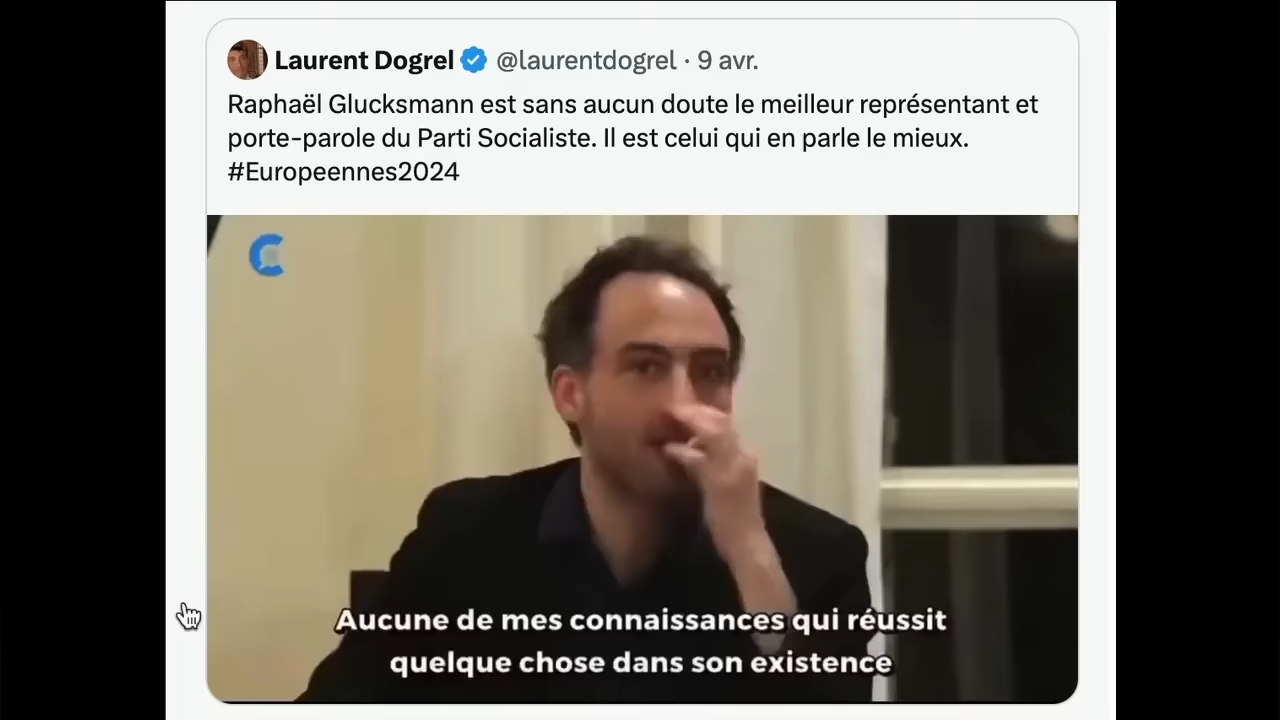 Laurent Dogrel @laurentdogrel · 9 avr.
Raphaël Glucksmann est sans aucun doute le meilleur représentant et
porte-parole du Parti Socialiste. Il est celui qui en parle le mieux.
#Europeennes2024
Aucune de mes connaissances qui réussit
quelque chose dans son existence